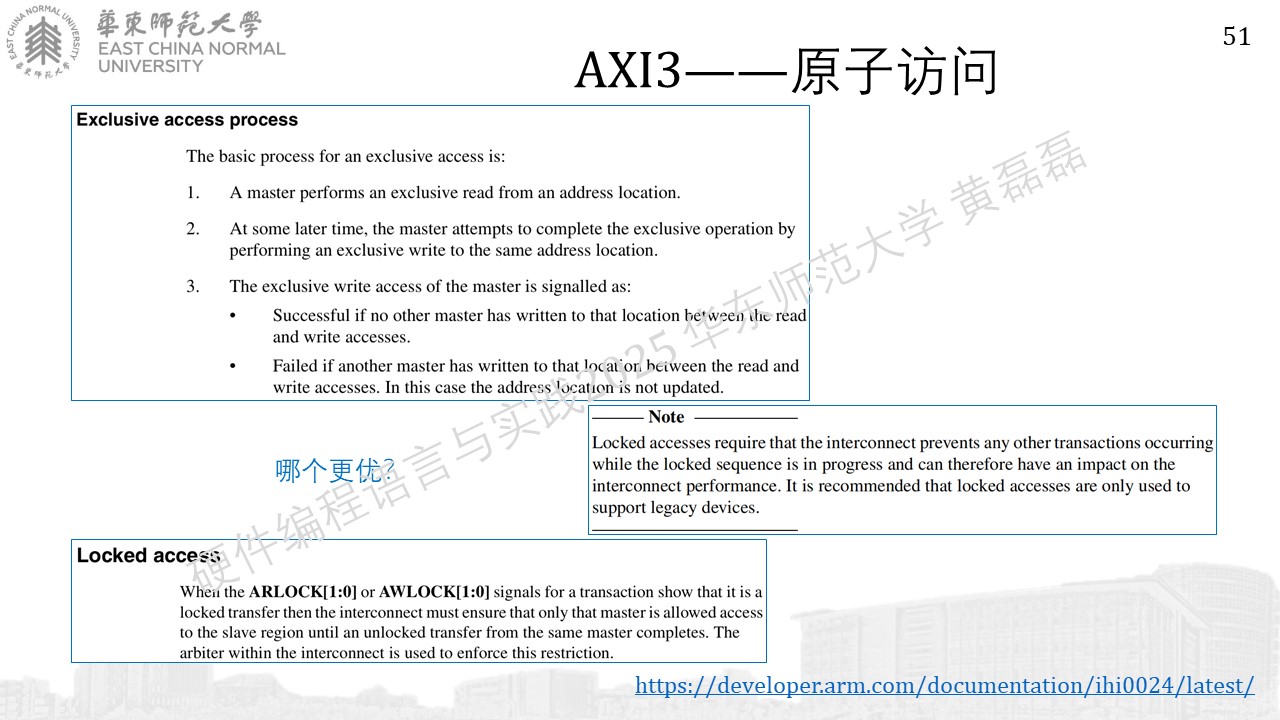 華東師范大學
EAST CHINA NORMAL
UNIVERSITY
51
AXI3——原子访问
Exclusive access process
The basic process for an exclusive access is:
1. A master performs an exclusive read from an address location.
2. At some later time, the master attempts to complete the exclusive operation by
performing an exclusive write to the same address location.
3. The exclusive write access of the master is signalled as:
• Successful if no other master has written to that location between the read
and write accesses.
• Failed if another master has written to that location between the read and
write accesses. In this case the address location is not updated.
Note
Locked accesses require that the interconnect prevents any other transactions occurring
while the locked sequence is in progress and can therefore have an impact on the
interconnect performance. It is recommended that locked accesses are only used to
support legacy devices.
哪个更优?
Locked access
When the ARLOCK[1:0] or AWLOCK[1:0] signals for a transaction show that it is a
locked transfer then the interconnect must ensure that only that master is allowed access
to the slave region until an unlocked transfer from the same master completes. The
arbiter within the interconnect is used to enforce this restriction.
https://developer.arm.com/documentation/ihi0024/latest/
硬件编程语言与实践2025 华东师范大学 黄磊磊
EAST CHINA NORMAL UNIVERSITY
華東師范大學